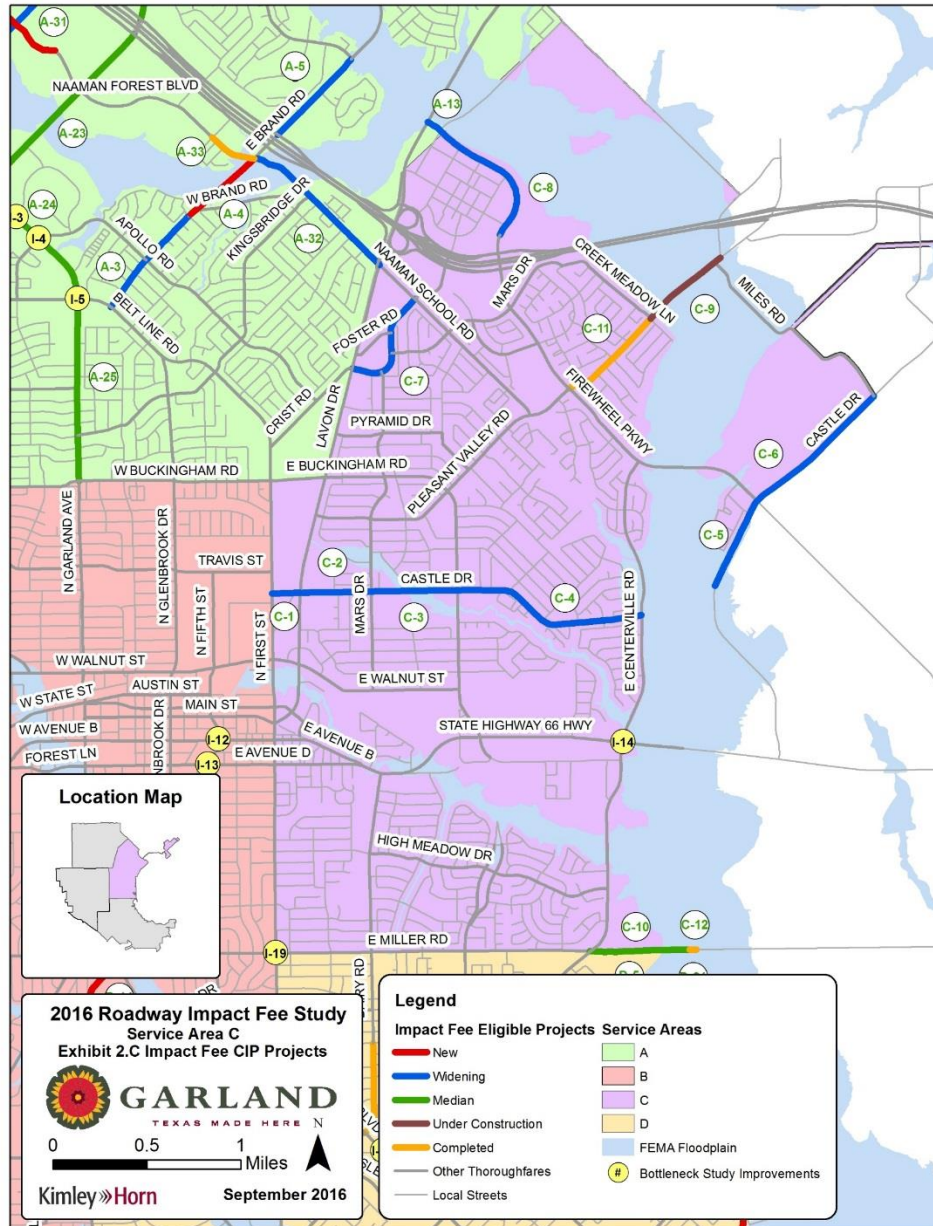 A-31
NAAMAN FOREST BLVD
A-5
E BRAND RD
A-13
A-23
A-33
W BRAND RD
C-8
A-24
I-3
I-4
APOLLO RD
A-4
KINGSBRIDGE DR
A-32
NAAMAN SCHOOL RD
MARS DR
CREEK MEADOW LN
A-3
I-5
BELT LINE RD
FOSTER RD
C-11
C-9
MILES RD
A-25
CRIST RD
LAVON DR
C-7
FIREWHEEL PKWY
CASTLE DR
PYRAMID DR
PLEASANT VALLEY RD
C-6
W BUCKINGHAM RD
E BUCKINGHAM RD
N GARLAND AVE
N GLENBROOK DR
C-5
TRAVIS ST
C-2
CASTLE DR
N FIFTH ST
N FIRST ST
C-1
MARS DR
C-3
C-4
E CENTERVILLE RD
W WALNUT ST
E WALNUT ST
W STATE ST
AUSTIN ST
MAIN ST
STATE HIGHWAY 66 HWY
W AVENUE B
NBROOK DR
I-12
E AVENUE B
I-14
FOREST LN
E AVENUE D
I-13
Location Map
HIGH MEADOW DR
C-10
C-12
E MILLER RD
I-19
DR
RY RD
2016 Roadway Impact Fee Study
Service Area C
Exhibit 2.C Impact Fee CIP Projects
GARLAND
TEXAS MADE HERE
N
0 0.5 1
Miles
Kimley»Horn
September 2016
Legend
Impact Fee Eligible Projects
New
Widening
Median
Under Construction
Completed
Other Thoroughfares
Local Streets
Service Areas
A
B
C
D
FEMA Floodplain
# Bottleneck Study Improvements